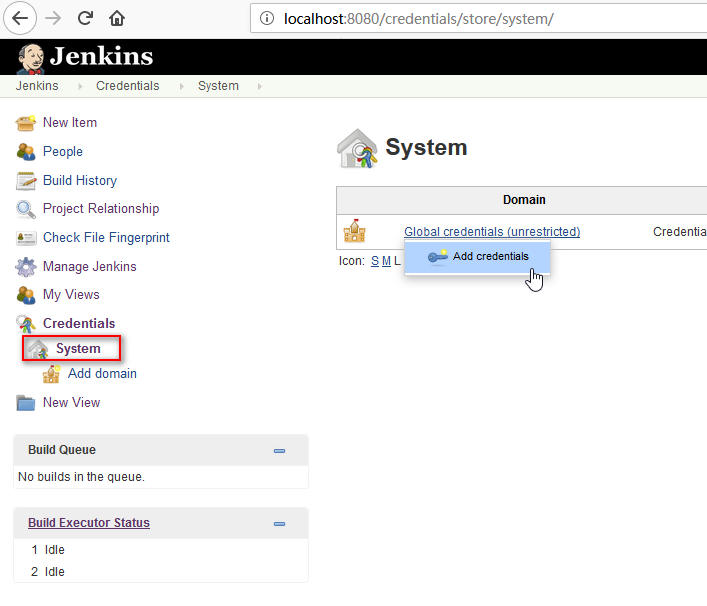 localhost:8080/credentials/store/system/
Jenkins
Jenkins Credentials System
New Item
People
Build History
Project Relationship
Check File Fingerprint
Manage Jenkins
My Views
Credentials
System
Add domain
New View
Build Queue
No builds in the queue.
Build Executor Status
1 Idle
2 Idle
System
Domain
Global credentials (unrestricted) Credentia
Add credentials
Icon: S M L